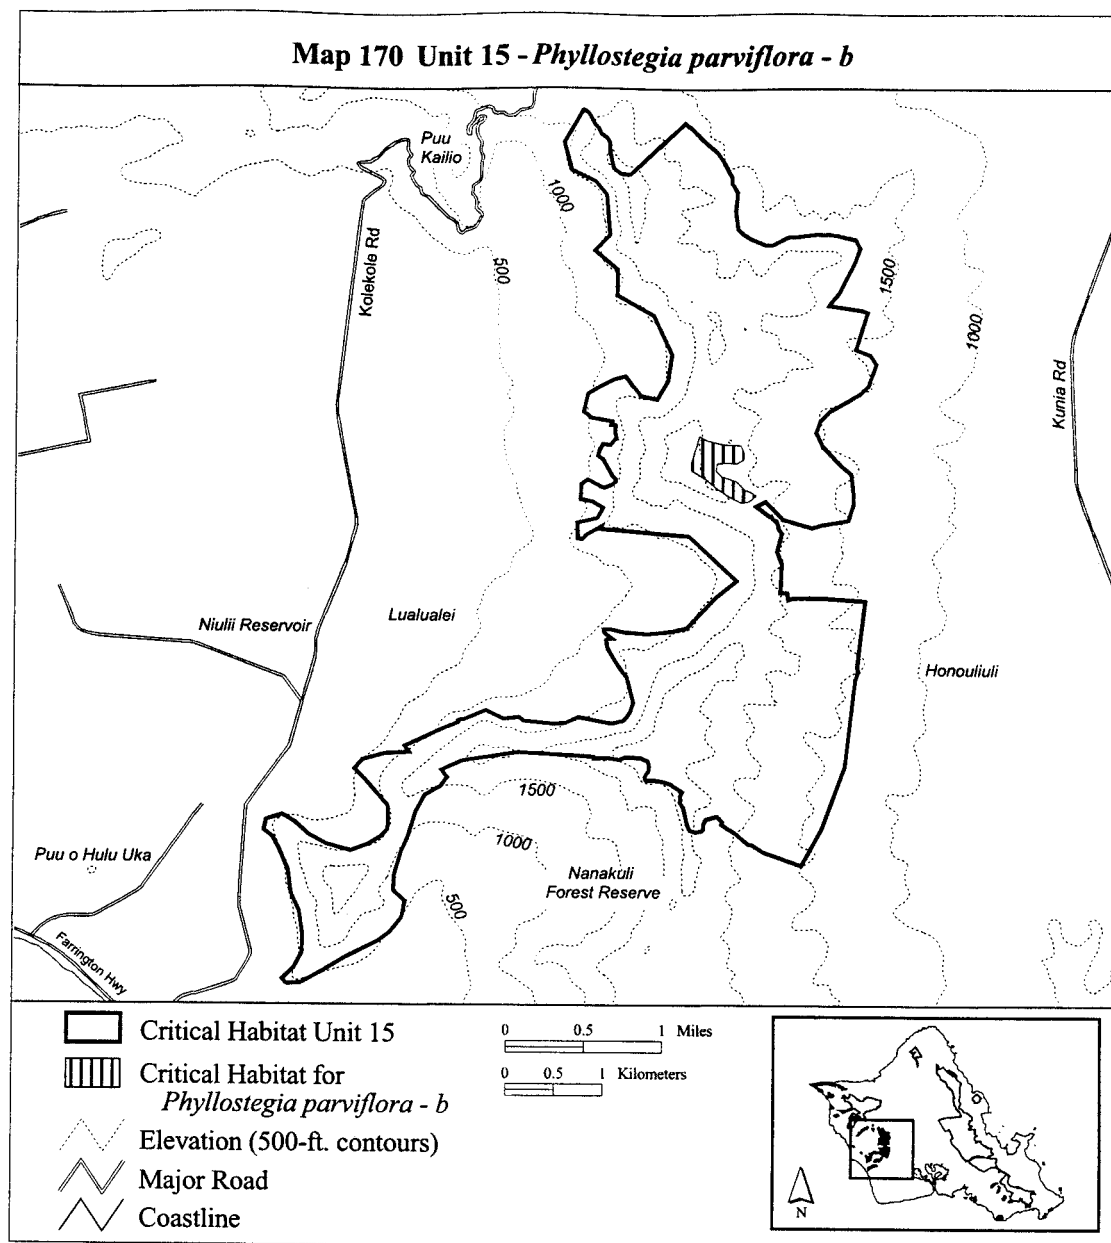 Map 170 Unit 15 - Phyllostegia parviflora - b
Puu
Kailio
1000
500
Kolekole Rd
1500
1000
Kunia Rd
Niulii Reservoir
Lualualei
Honouliuli
1500
1000
500
Puu o Hulu Uka
Nanakuli
Forest Reserve
Farrington Hwy
Critical Habitat Unit 15
Critical Habitat for
Phyllostegia parviflora - b
Elevation (500-ft. contours)
Major Road
Coastline
0 0.5 1 Miles
0 0.5 1 Kilometers
N